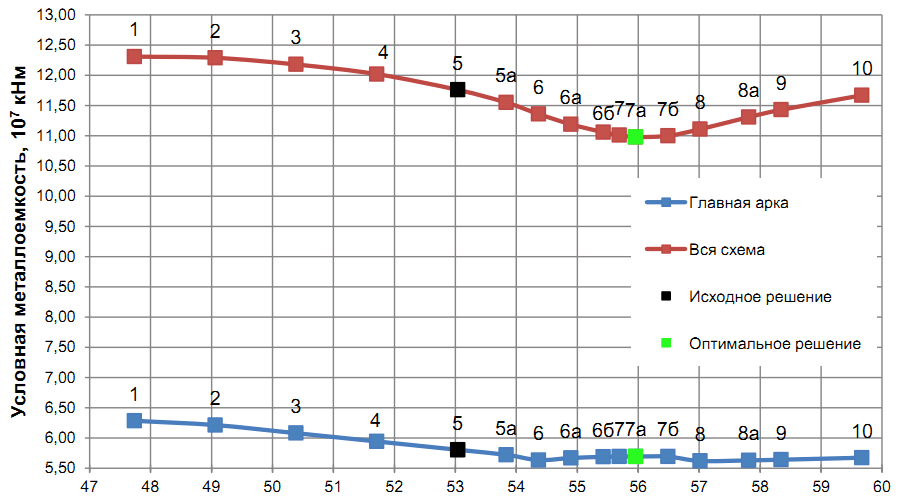 Условная металлоемкость, 10⁷ кНм
13,00
12,50
12,00
11,50
11,00
10,50
10,00
9,50
9,00
8,50
8,00
7,50
7,00
6,50
6,00
5,50
1 2 3 4 5 5а 6 6а 6б 7 7а 7б 8 8а 9 10
Главная арка
Вся схема
Исходное решение
Оптимальное решение
1 2 3 4 5 5а 6 6а 6б 7 7а 7б 8 8а 9 10
47 48 49 50 51 52 53 54 55 56 57 58 59 60